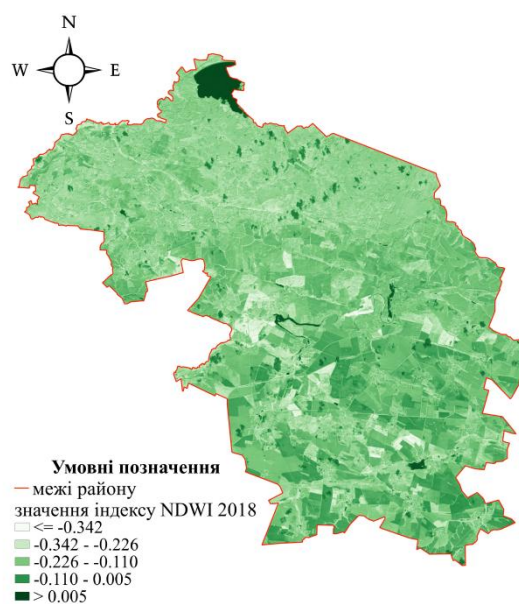 N
W E
S
Умовні позначення
межі району
значення індексу NDWI 2018
<= -0.342
-0.342 - -0.226
-0.226 - -0.110
-0.110 - 0.005
> 0.005